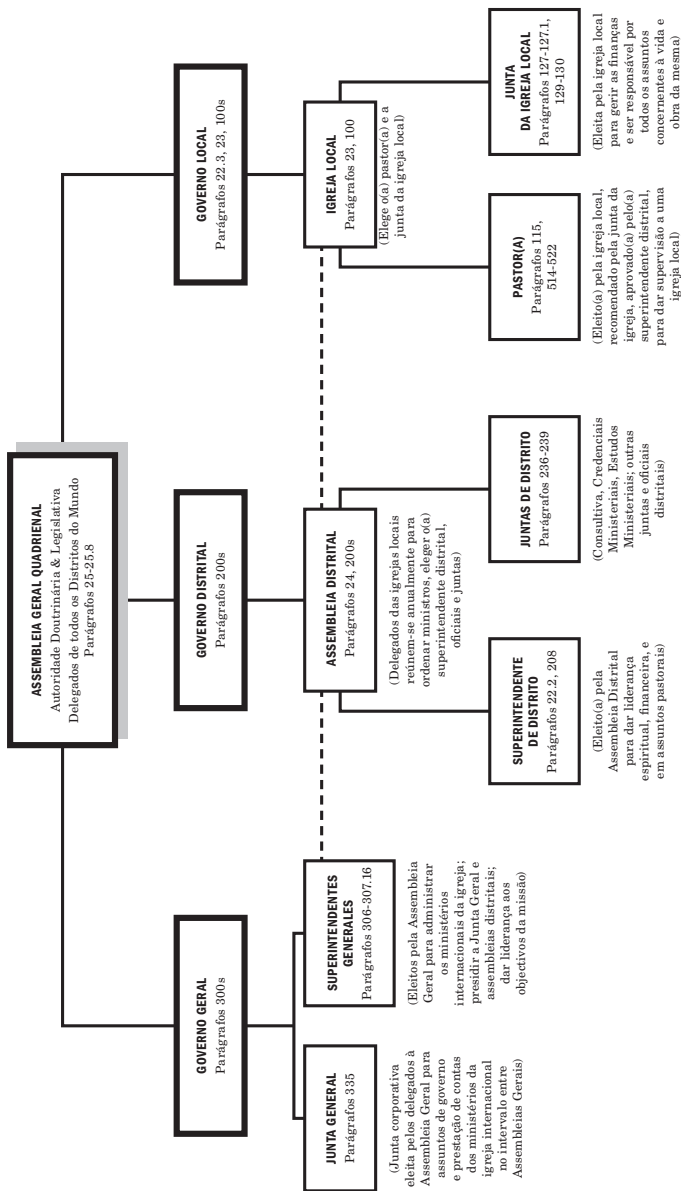 ASSEMBLEIA GERAL QUADRIENAL
Autoridade Doutrinária & Legislativa
Delegados de todos os Distritos do Mundo
Parágrafos 25-25.8
GOVERNO GERAL
Parágrafos 300s
GOVERNO DISTRITAL
Parágrafos 200s
GOVERNO LOCAL
Parágrafos 22.3, 23, 100s
JUNTA GENERAL
Parágrafos 335
(Junta corporativa
eleita pelos delegados à
Assembleia Geral para
assuntos de governo
e prestação de contas
dos ministérios da
igreja internacional
no intervalo entre
Assembleias Gerais)
SUPERINTENDENTES
GENERALES
Parágrafos 306-307.16
(Eleitos pela Assembleia
Geral para administrar
os ministérios
internacionais da igreja;
presidir a Junta Geral e
assembleias distritais;
dar liderança aos
objectivos da missão)
ASSEMBLEIA DISTRITAL
Parágrafos 24, 200s
(Delegados das igrejas locais
reúnem-se anualmente para
ordenar ministros, eleger o(a)
superintendente distrital,
oficiais e juntas)
IGREJA LOCAL
Parágrafos 23, 100
(Elege o(a) pastor(a) e a
junta da igreja local)
SUPERINTENDENTE
DE DISTRITO
Parágrafos 22.2, 208
(Eleito(a) pela
Assembleia Distrital
para dar liderança
espiritual, financeira, e
em assuntos pastorais)
JUNTAS DE DISTRITO
Parágrafos 236-239
(Consultiva, Credenciais
Ministeriais, Estudos
Ministeriais; outras
juntas e oficiais
distritais)
PASTOR(A)
Parágrafos 115,
514-522
(Eleito(a) pela igreja local,
recomendado pela junta da
igreja, aprovado(a) pelo(a)
superintendente distrital,
para dar supervisão a uma
igreja local)
JUNTA
DA IGREJA LOCAL
Parágrafos 127-127.1,
129-130
(Eleita pela igreja local
para gerir as finanças
e ser responsável por
todos os assuntos
concernentes à vida e
obra da mesma)